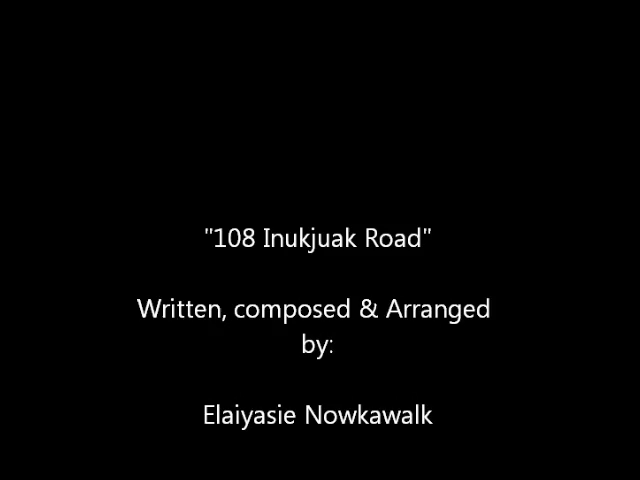 "108 Inukjuak Road"
Written, composed & Arranged
by:
Elaiyasie Nowkawalk